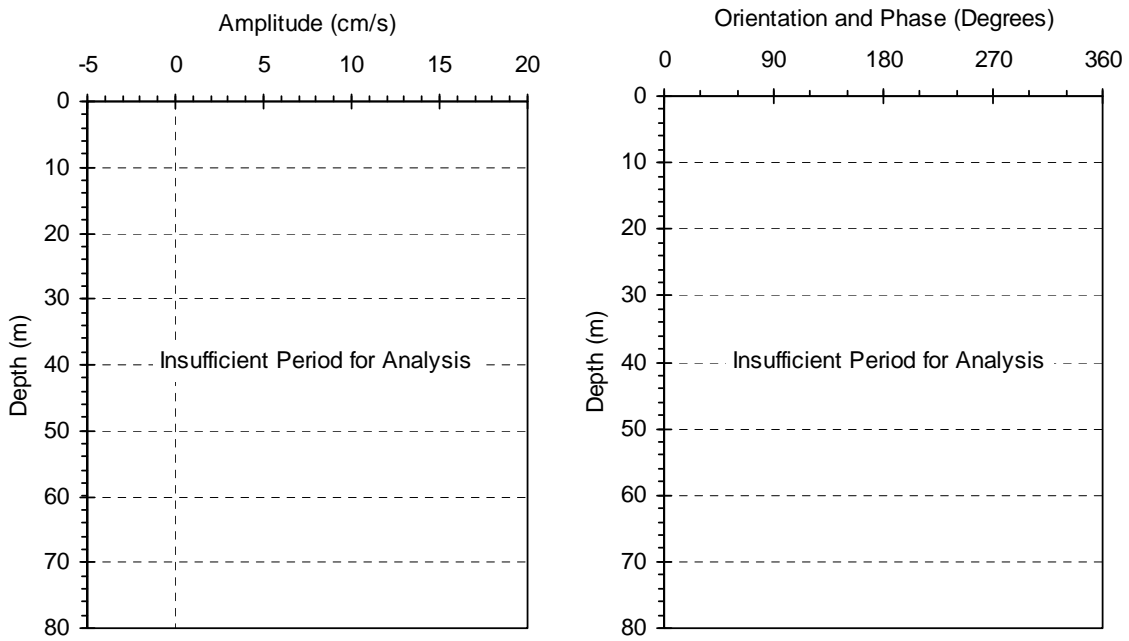 Amplitude (cm/s)
-5 0 5 10 15 20
0
10
20
30
40
50
60
70
80
Depth (m)
Insufficient Period for Analysis
Orientation and Phase (Degrees)
0 90 180 270 360
0
10
20
30
40
50
60
70
80
Depth (m)
Insufficient Period for Analysis